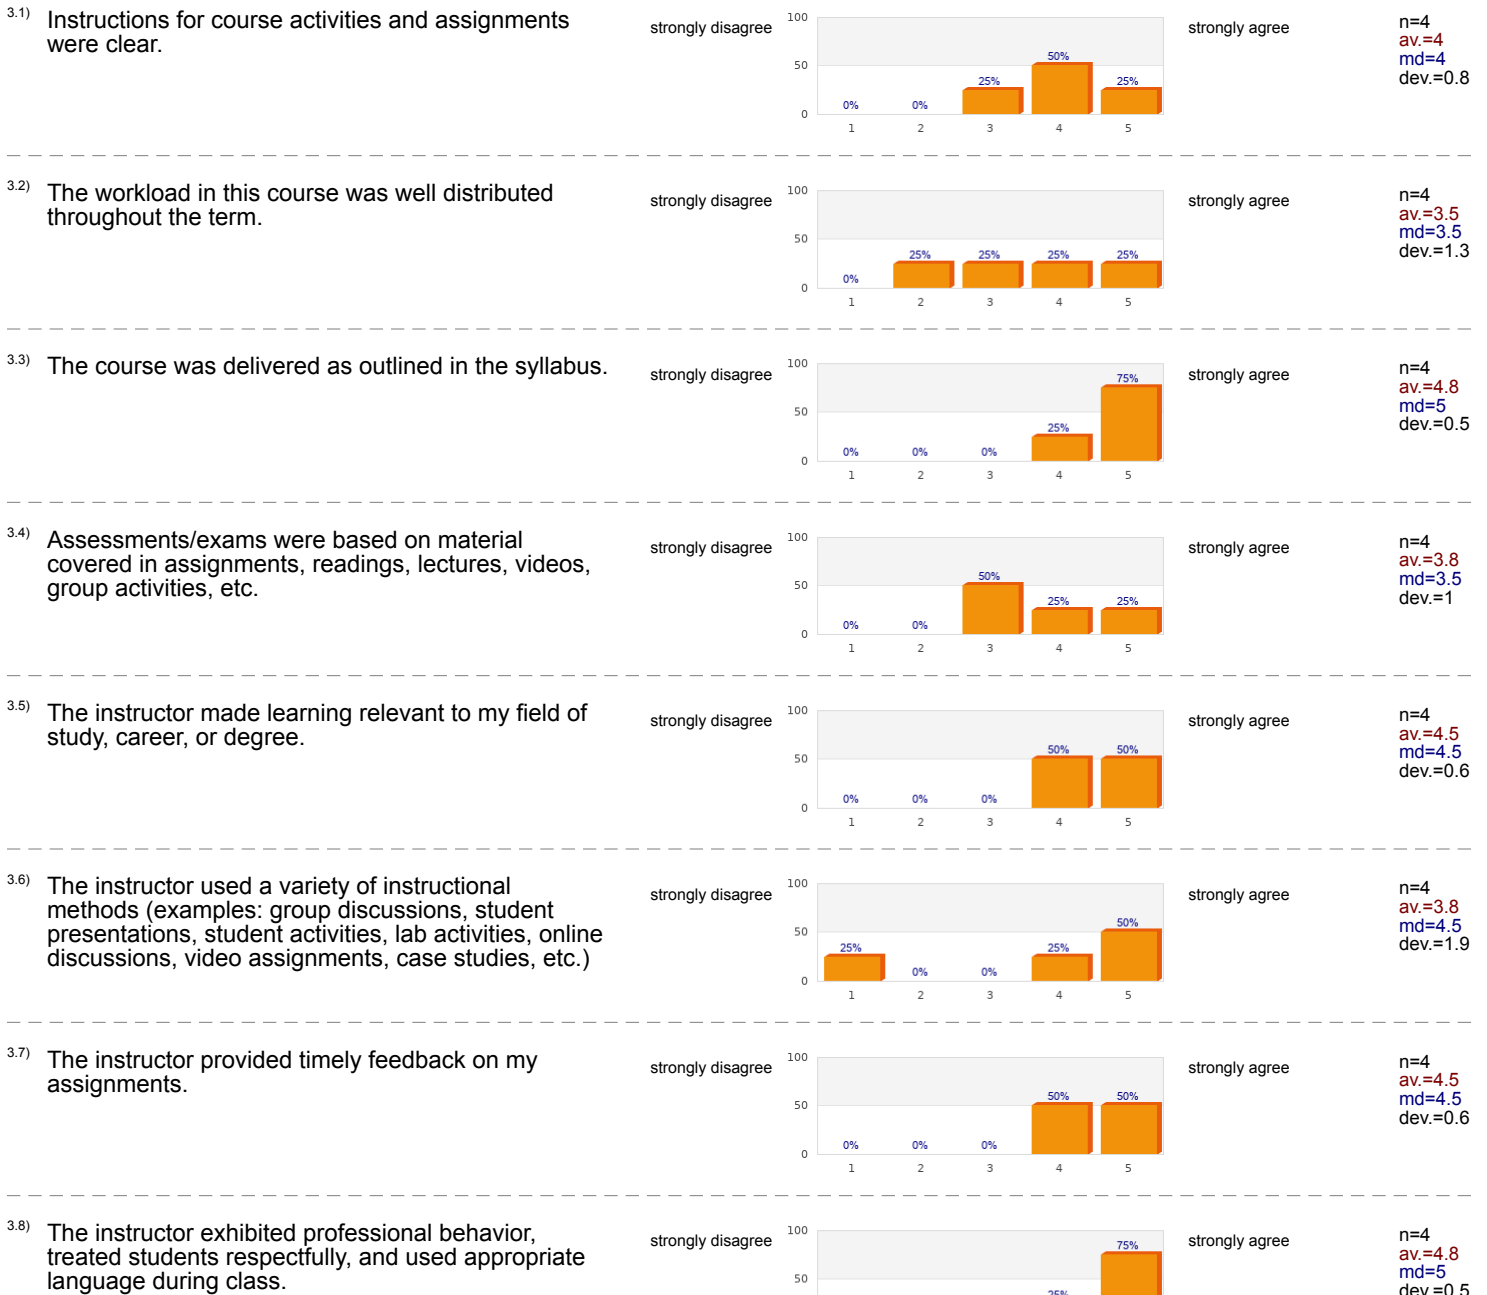 3.1) Instructions for course activities and assignments
were clear.
strongly disagree
100
50
0
0%
0%
25%
50%
25%
1 2 3 4 5
strongly agree
n=4
av.=4
md=4
dev.=0.8
3.2) The workload in this course was well distributed
throughout the term.
strongly disagree
100
50
0
0%
25%
25%
25%
25%
1 2 3 4 5
strongly agree
n=4
av.=3.5
md=3.5
dev.=1.3
3.3) The course was delivered as outlined in the syllabus.
strongly disagree
100
50
0
0%
0%
0%
25%
75%
1 2 3 4 5
strongly agree
n=4
av.=4.8
md=5
dev.=0.5
3.4) Assessments/exams were based on material
covered in assignments, readings, lectures, videos,
group activities, etc.
strongly disagree
100
50
0
0%
0%
50%
25%
25%
1 2 3 4 5
strongly agree
n=4
av.=3.8
md=3.5
dev.=1
3.5) The instructor made learning relevant to my field of
study, career, or degree.
strongly disagree
100
50
0
0%
0%
0%
50%
50%
1 2 3 4 5
strongly agree
n=4
av.=4.5
md=4.5
dev.=0.6
3.6) The instructor used a variety of instructional
methods (examples: group discussions, student
presentations, student activities, lab activities, online
discussions, video assignments, case studies, etc.)
strongly disagree
100
50
0
25%
0%
0%
25%
50%
1 2 3 4 5
strongly agree
n=4
av.=3.8
md=4.5
dev.=1.9
3.7) The instructor provided timely feedback on my
assignments.
strongly disagree
100
50
0
0%
0%
0%
50%
50%
1 2 3 4 5
strongly agree
n=4
av.=4.5
md=4.5
dev.=0.6
3.8) The instructor exhibited professional behavior,
treated students respectfully, and used appropriate
language during class.
strongly disagree
100
50
25%
75%
strongly agree
n=4
av.=4.8
md=5
dev.=0.5